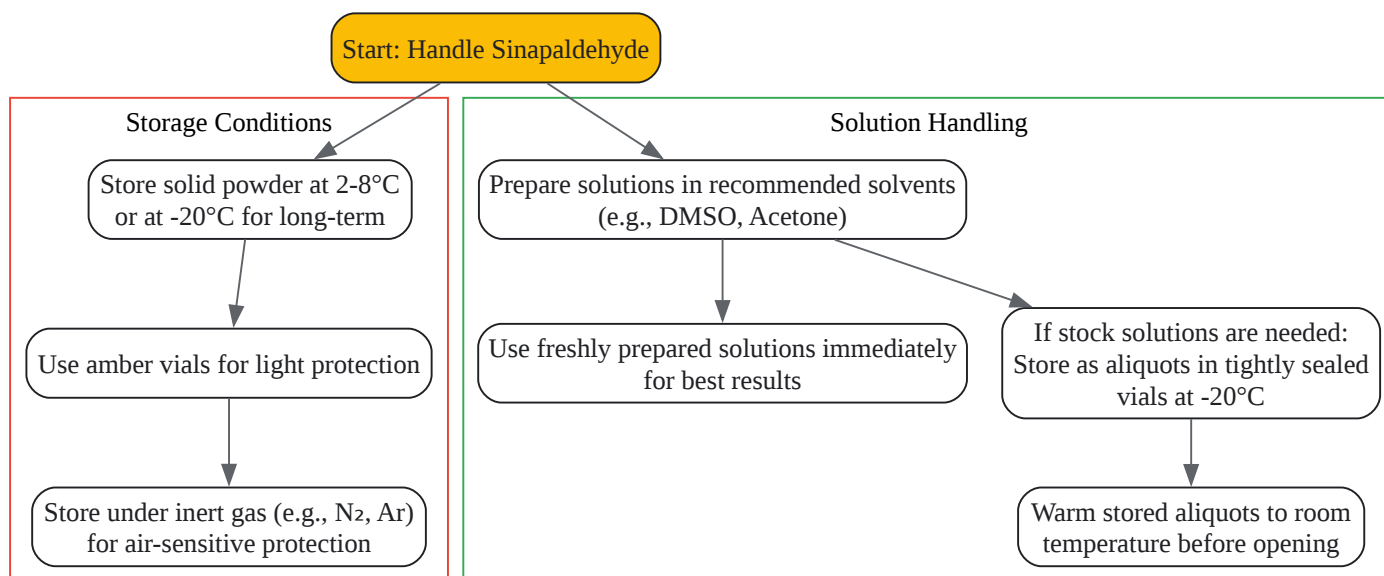 Start: Handle Sinapaldehyde
Storage Conditions
Store solid powder at 2-8°C
or at -20°C for long-term
Use amber vials for light protection
Store under inert gas (e.g., N₂, Ar)
for air-sensitive protection
Solution Handling
Prepare solutions in recommended solvents
(e.g., DMSO, Acetone)
Use freshly prepared solutions immediately
for best results
If stock solutions are needed:
Store as aliquots in tightly sealed
vials at -20°C
Warm stored aliquots to room
temperature before opening